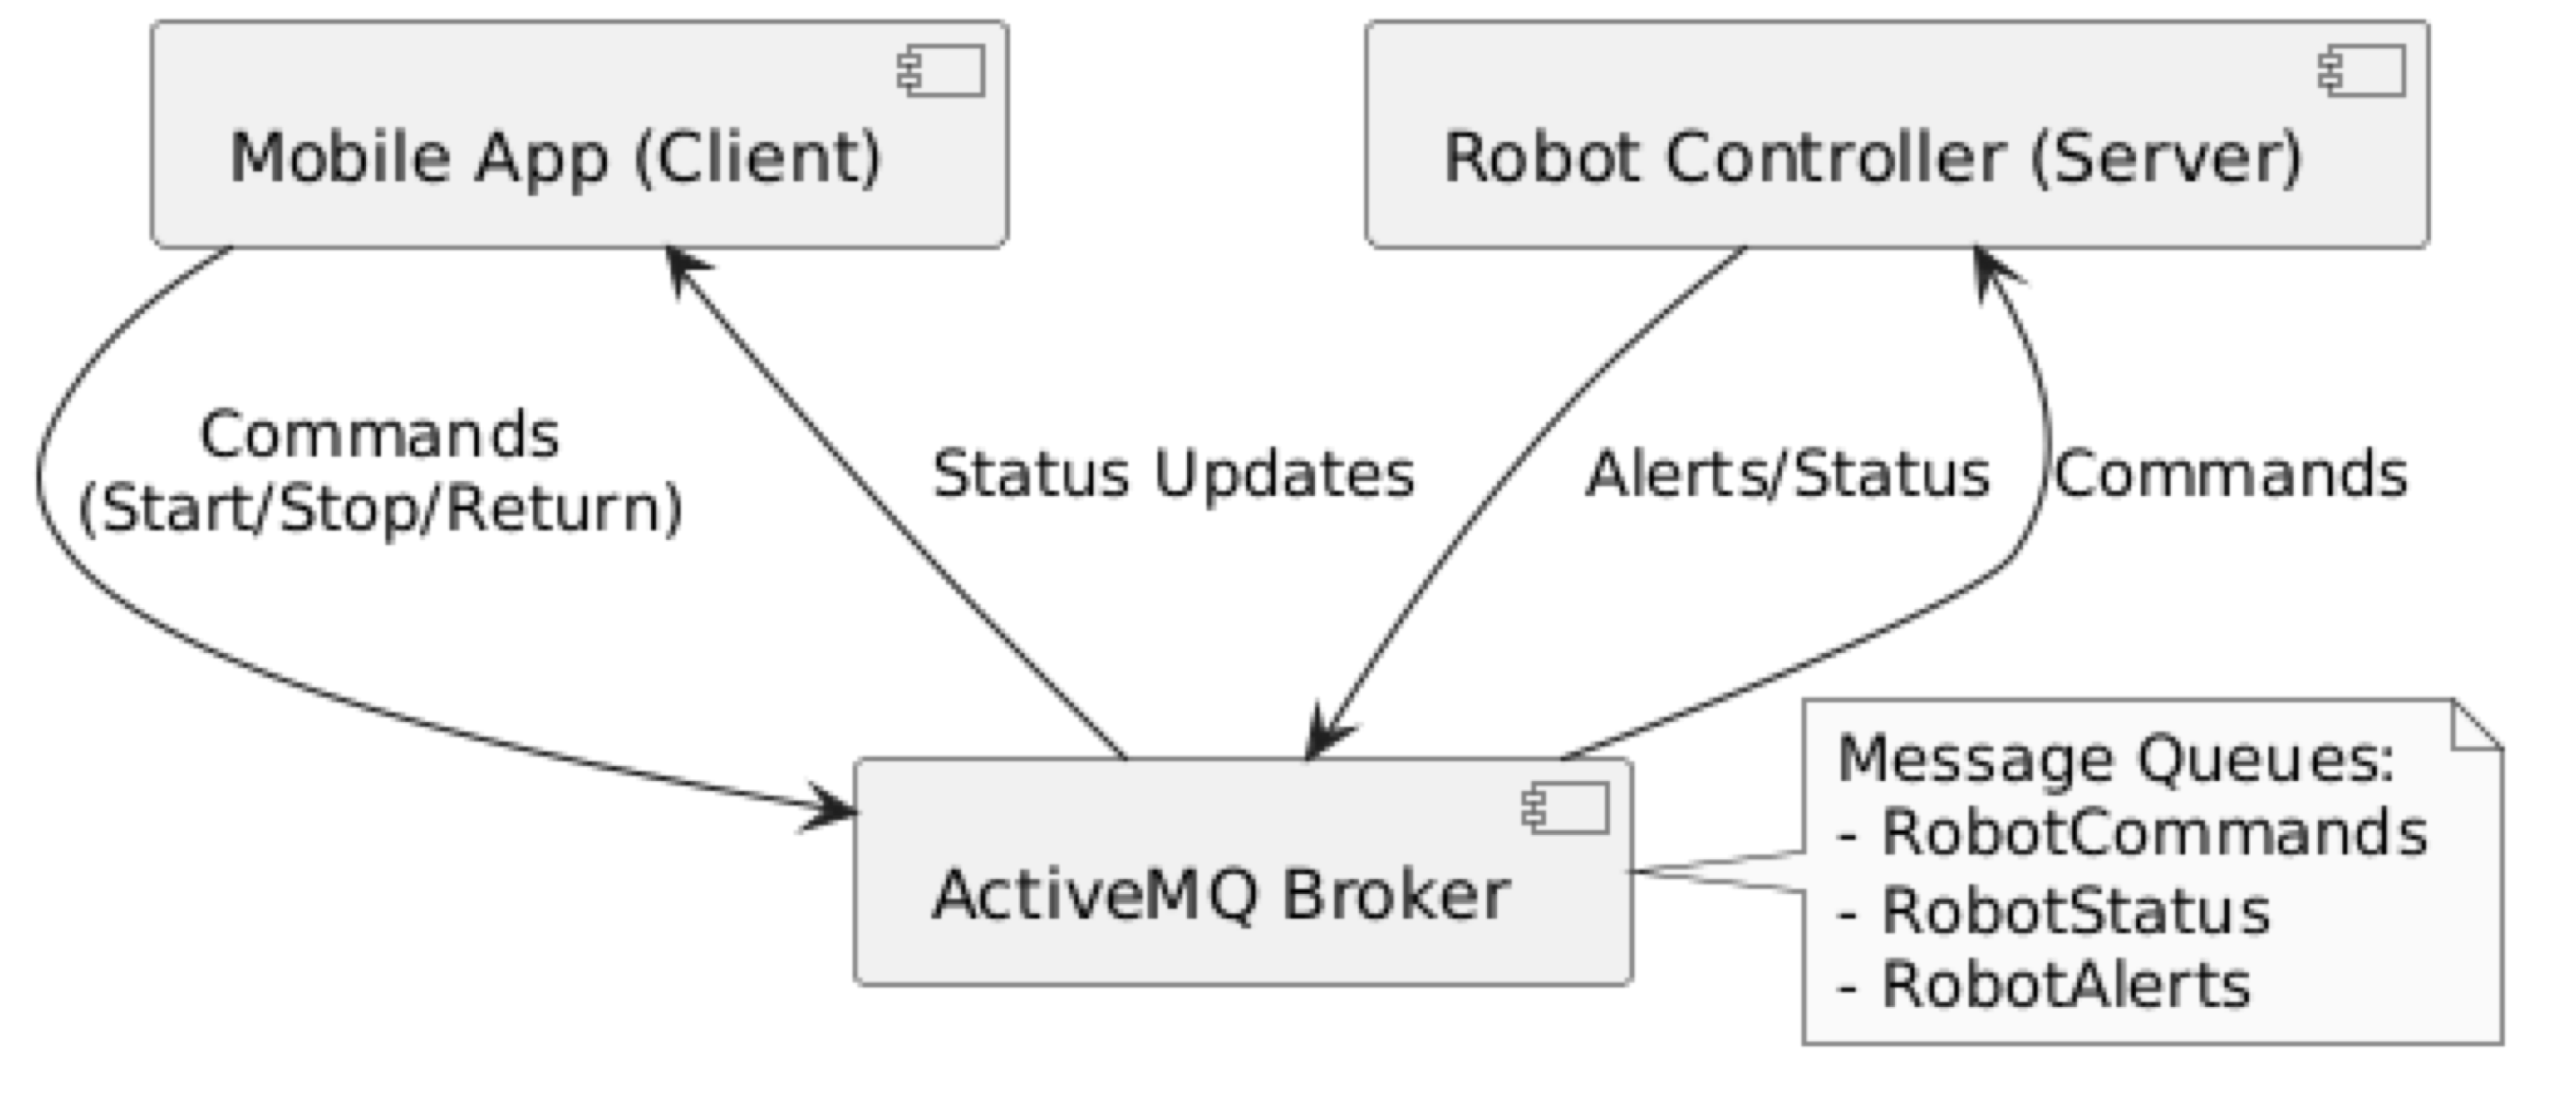 Mobile App (Client)
Robot Controller (Server)
Commands
(Start/Stop/Return)
Status Updates
Alerts/Status
Commands
ActiveMQ Broker
Message Queues:
- RobotCommands
- RobotStatus
- RobotAlerts